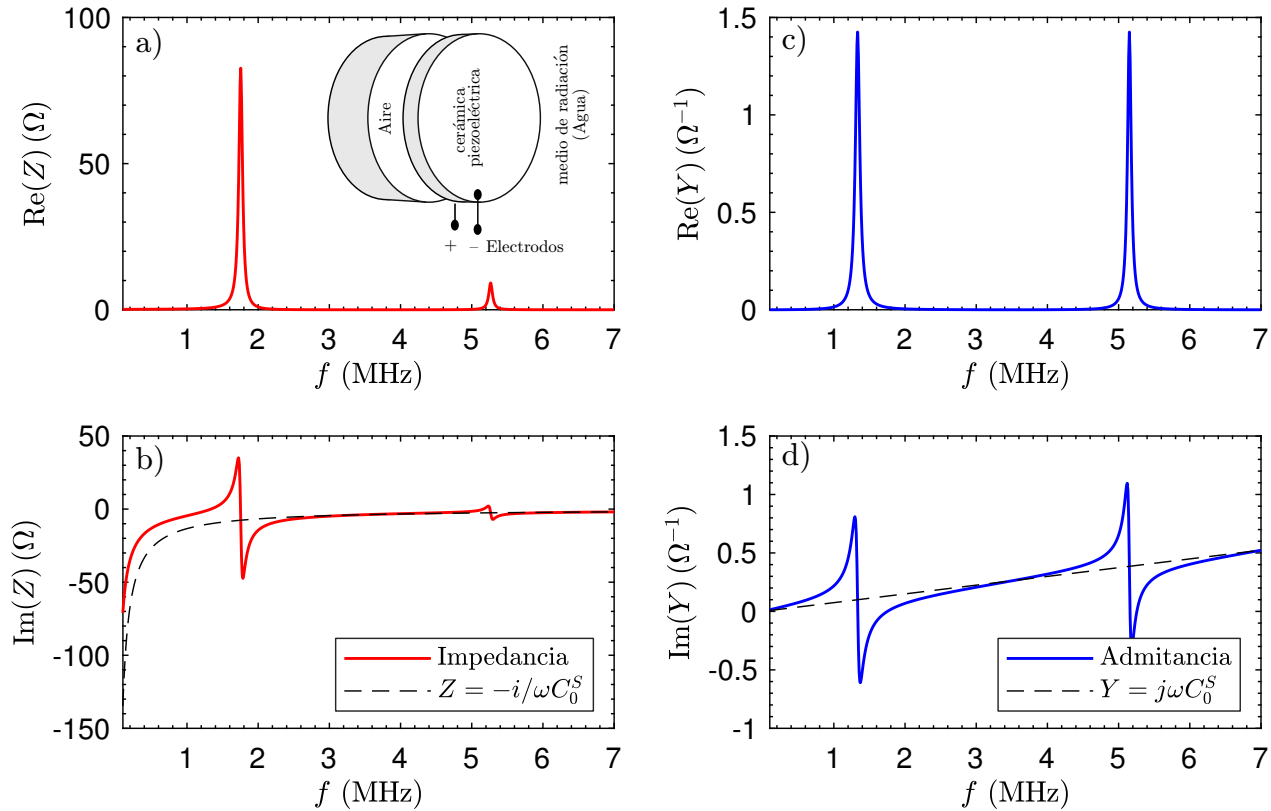 a)
100
50
0
Re(Z) (Ω)
1 2 3 4 5 6 7
f (MHz)
Aire
cerámica
piezoeléctrica
medio de radiación
(Agua)
+ − Electrodos
c)
1.5
1
0.5
0
Re(Y) (Ω⁻¹)
1 2 3 4 5 6 7
f (MHz)
b)
50
0
-50
-100
-150
Im(Z) (Ω)
Impedancia
Z = −i/ωC₀ˢ
1 2 3 4 5 6 7
f (MHz)
d)
1.5
1
0.5
0
-0.5
-1
Im(Y) (Ω⁻¹)
Admitancia
Y = jωC₀ˢ
1 2 3 4 5 6 7
f (MHz)